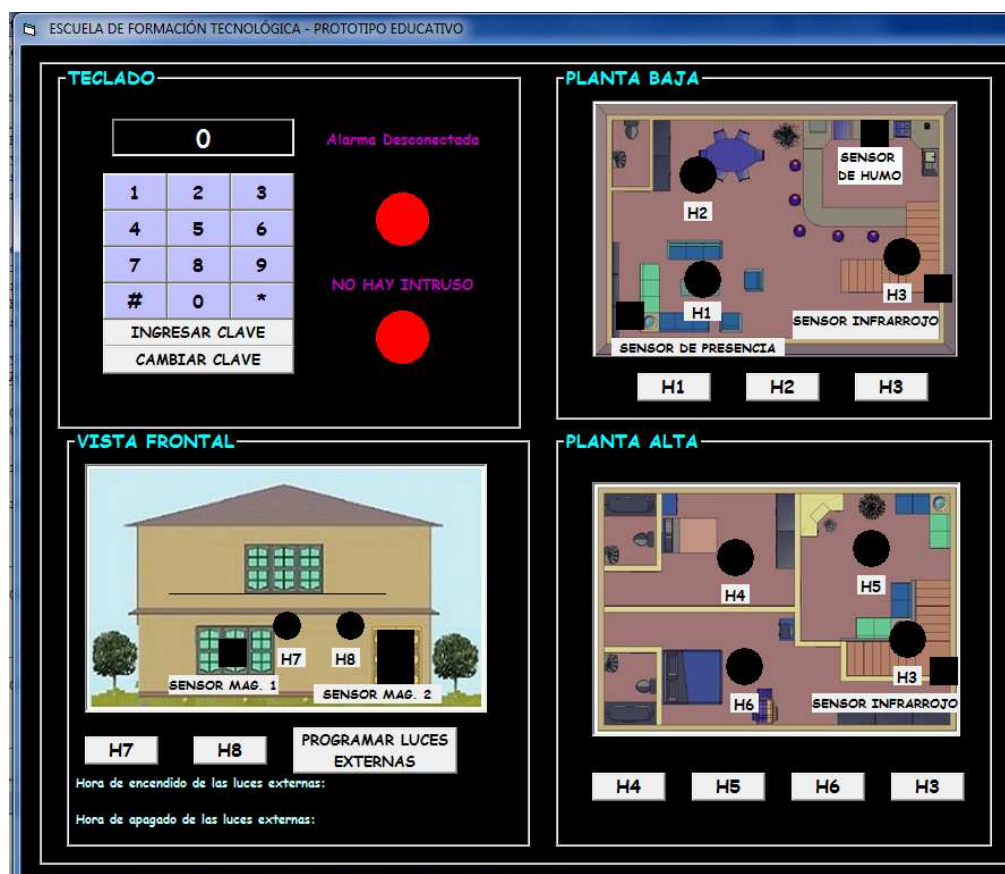 ESCUELA DE FORMACIÓN TECNOLÓGICA - PROTOTIPO EDUCATIVO
TECLADO
0
Alarma Desconectada
1 2 3
4 5 6
7 8 9
# 0 *
NO HAY INTRUSO
INGRESAR CLAVE
CAMBIAR CLAVE
PLANTA BAJA
SENSOR
DE HUMO
H2
H1
H3
SENSOR INFRARROJO
SENSOR DE PRESENCIA
H1 H2 H3
VISTA FRONTAL
H7 H8
SENSOR MAG. 1
SENSOR MAG. 2
H7 H8
PROGRAMAR LUCES
EXTERNAS
Hora de encendido de las luces externas:
Hora de apagado de las luces externas:
PLANTA ALTA
H4
H5
H6
H3
SENSOR INFRARROJO
H4 H5 H6 H3